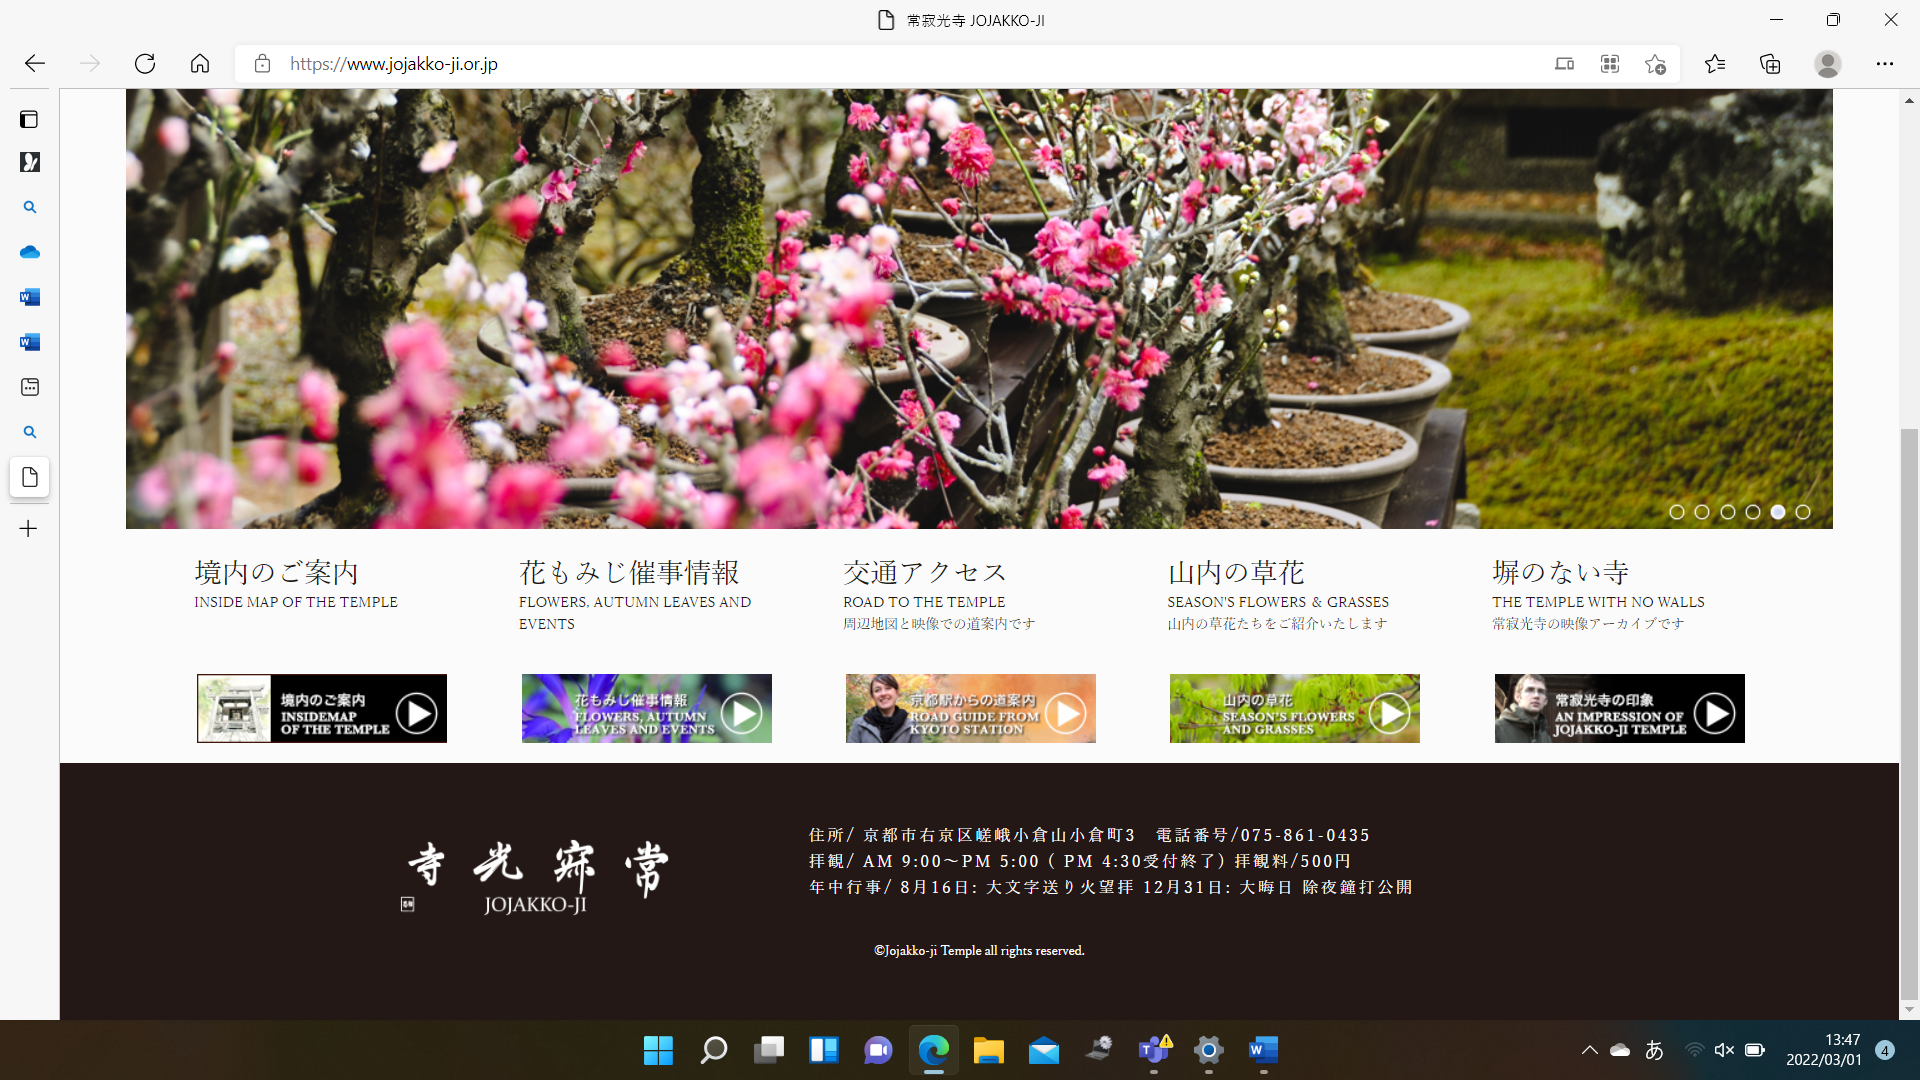 常寂光寺 JOJAKKO-JI
https://www.jojakko-ji.or.jp
境内のご案内
INSIDE MAP OF THE TEMPLE
花もみじ催事情報
FLOWERS, AUTUMN LEAVES AND
EVENTS
交通アクセス
ROAD TO THE TEMPLE
周辺地図と映像での道案内です
山内の草花
SEASON'S FLOWERS & GRASSES
山内の草花たちをご紹介いたします
塀のない寺
THE TEMPLE WITH NO WALLS
常寂光寺の映像アーカイブです
境内のご案内
INSIDEMAP
OF THE TEMPLE
花もみじ催事情報
FLOWERS, AUTUMN
LEAVES AND EVENTS
京都駅からの道案内
ROAD GUIDE FROM
KYOTO STATION
山内の草花
SEASON'S FLOWERS
AND GRASSES
常寂光寺の印象
AN IMPRESSION OF
JOJAKKO-JI TEMPLE
寺光寂常
JOJAKKO-JI
住所/ 京都市右京区嵯峨小倉山小倉町3　電話番号/075-861-0435
拝観/ AM 9:00〜PM 5:00 ( PM 4:30受付終了) 拝観料/500円
年中行事/ 8月16日: 大文字送り火望拝 12月31日: 大晦日 除夜鐘打公開
©Jojakko-ji Temple all rights reserved.
あ
13:47
2022/03/01
4